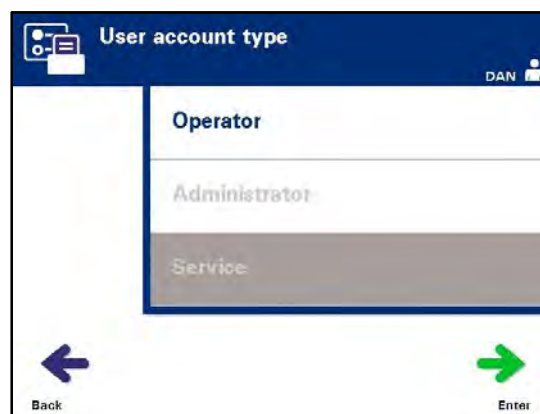 User account type
DAN
Operator
Administrator
Service
Back
Enter